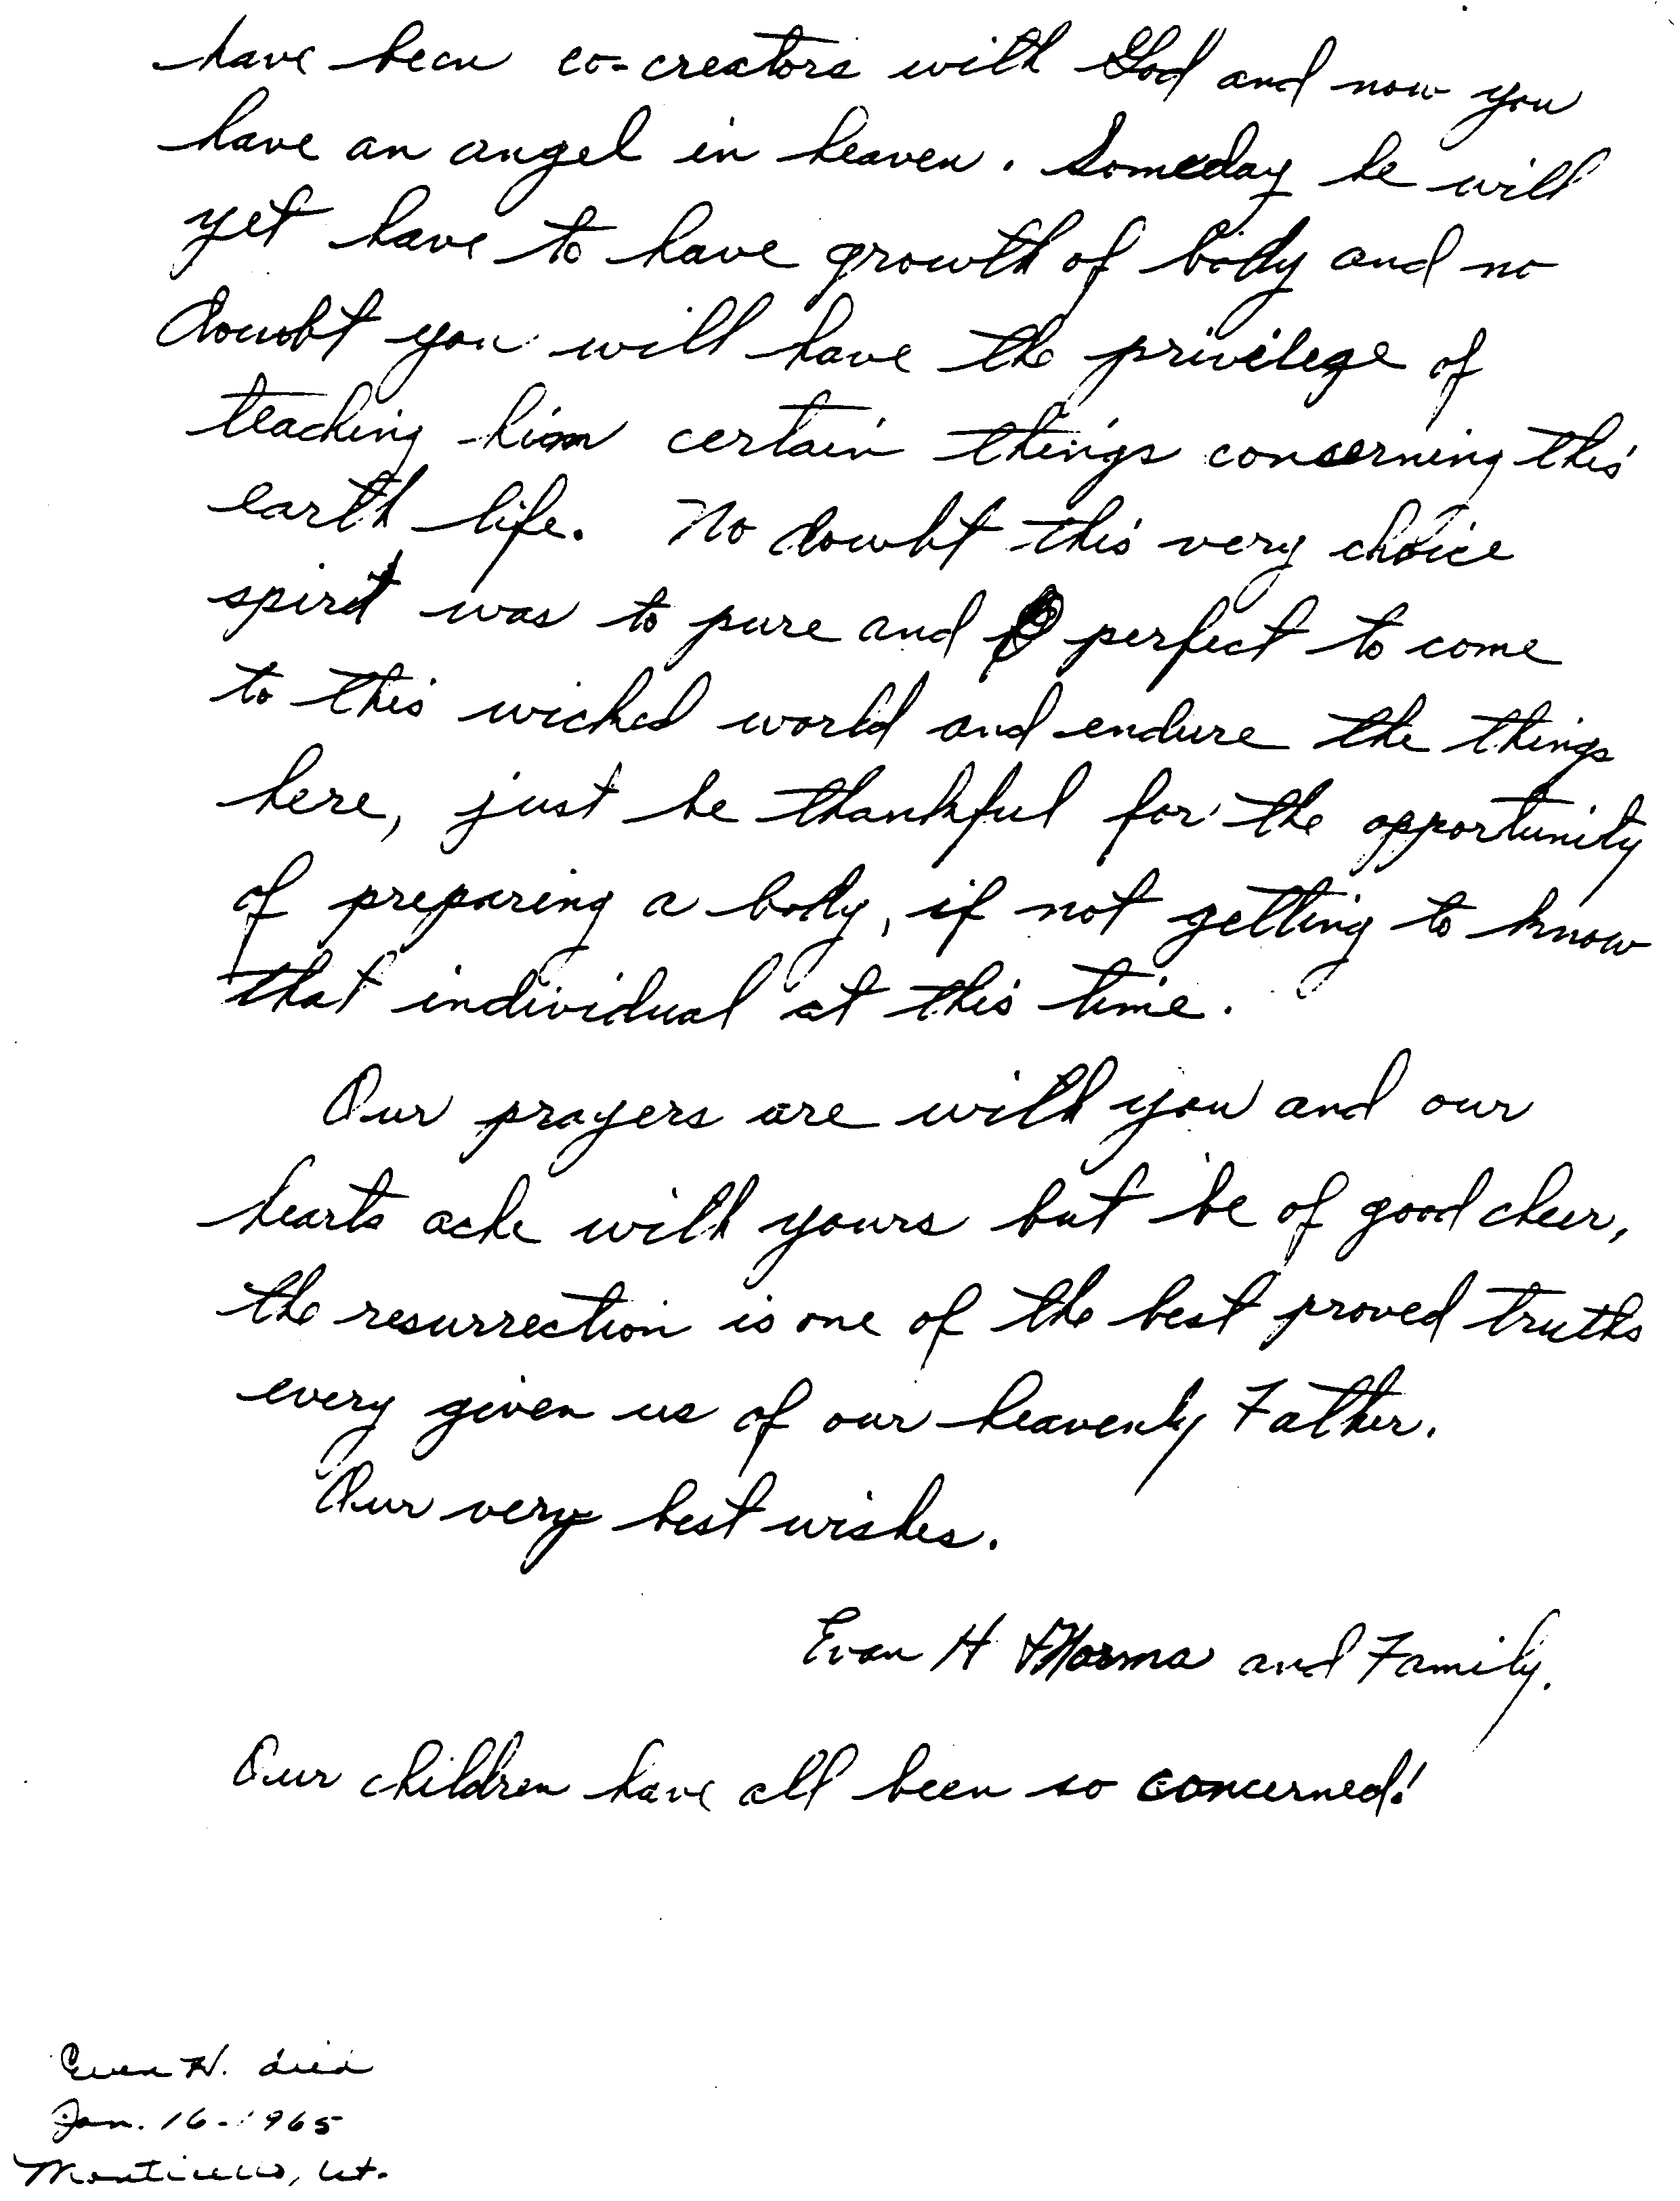 have been co-creators with God and now you
have an angel in heaven. Someday he will
yet have to have growth of body and no
doubt you will have the privilege of
teaching him certain things concerning this
earth life. No doubt this very choice
spirit was to pure and perfect to come
to this wicked world and endure the things
here, just be thankful for the opportunity
of preparing a body, if not getting to know
that individual at this time.
Our prayers are with you and our
hearts ache with yours but be of good cheer,
the resurrection is one of the best proved truths
every given us of our heavenly Father.
Our very best wishes.
Evan H + Norma and Family.
Our children have all been so concerned!
Evan H. died
Jan. 16-1965
Monticello, Ut.